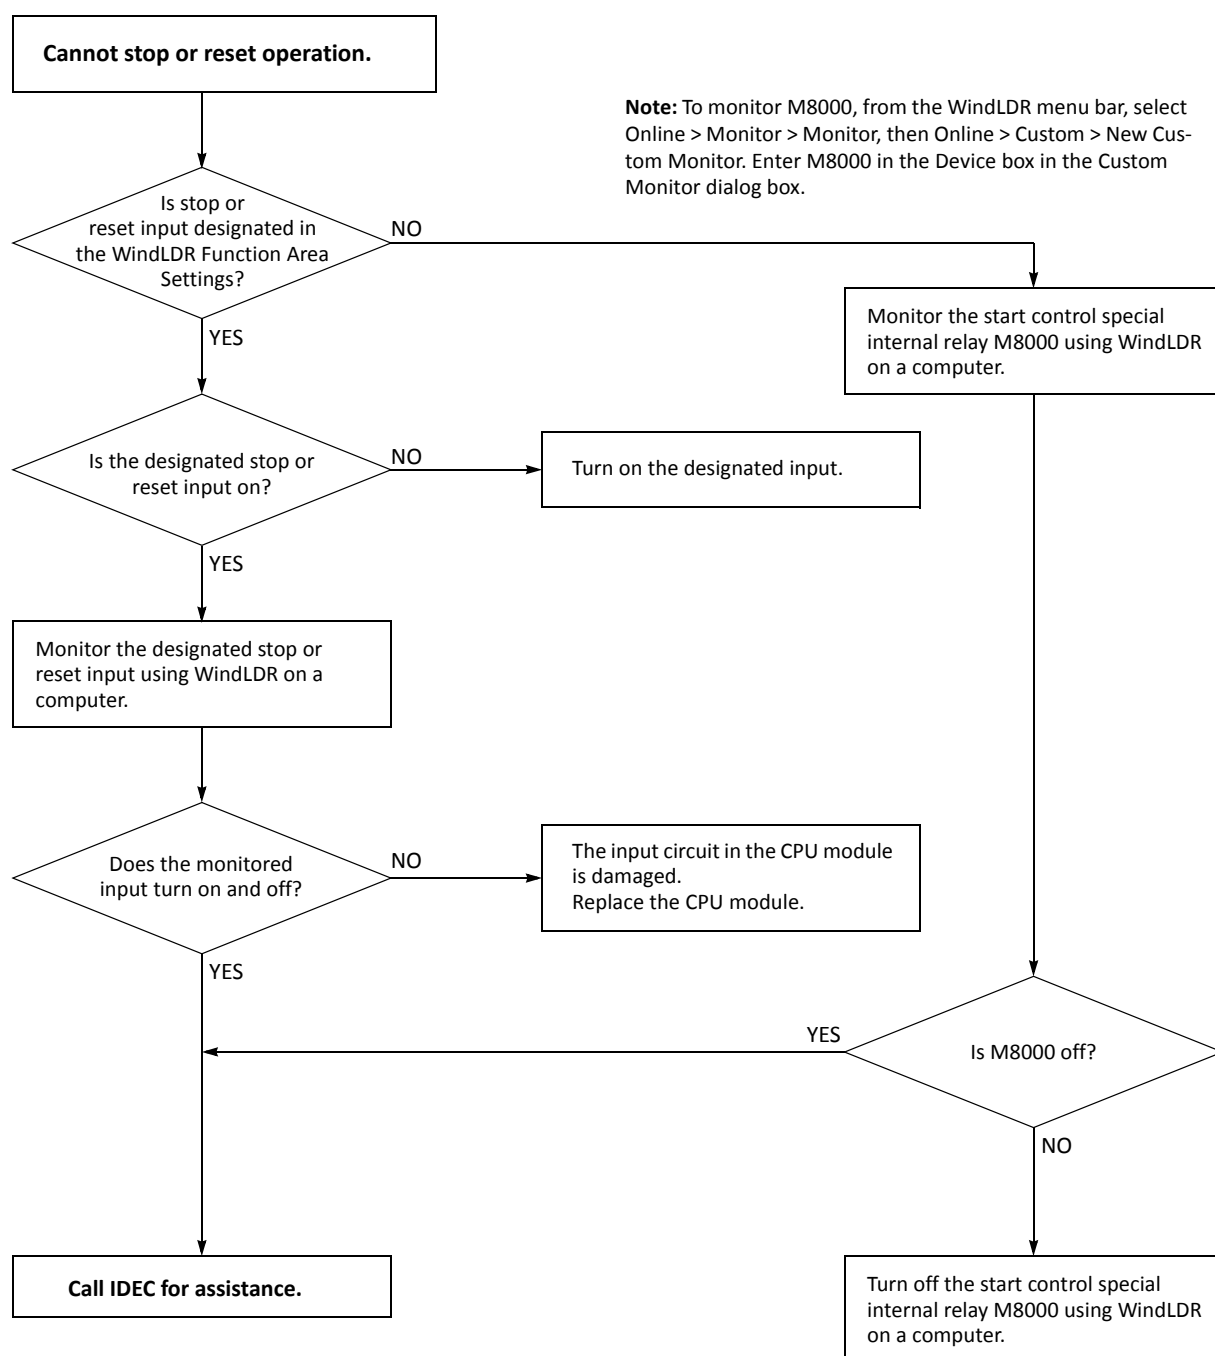 Cannot stop or reset operation.
Note: To monitor M8000, from the WindLDR menu bar, select
Online > Monitor > Monitor, then Online > Custom > New Cus-
tom Monitor. Enter M8000 in the Device box in the Custom
Monitor dialog box.
Is stop or
reset input designated in
the WindLDR Function Area
Settings?
NO
YES
Monitor the start control special
internal relay M8000 using WindLDR
on a computer.
Is the designated stop or
reset input on?
NO
Turn on the designated input.
YES
Monitor the designated stop or
reset input using WindLDR on a
computer.
Does the monitored
input turn on and off?
NO
The input circuit in the CPU module
is damaged.
Replace the CPU module.
YES
YES
Is M8000 off?
NO
Call IDEC for assistance.
Turn off the start control special
internal relay M8000 using WindLDR
on a computer.